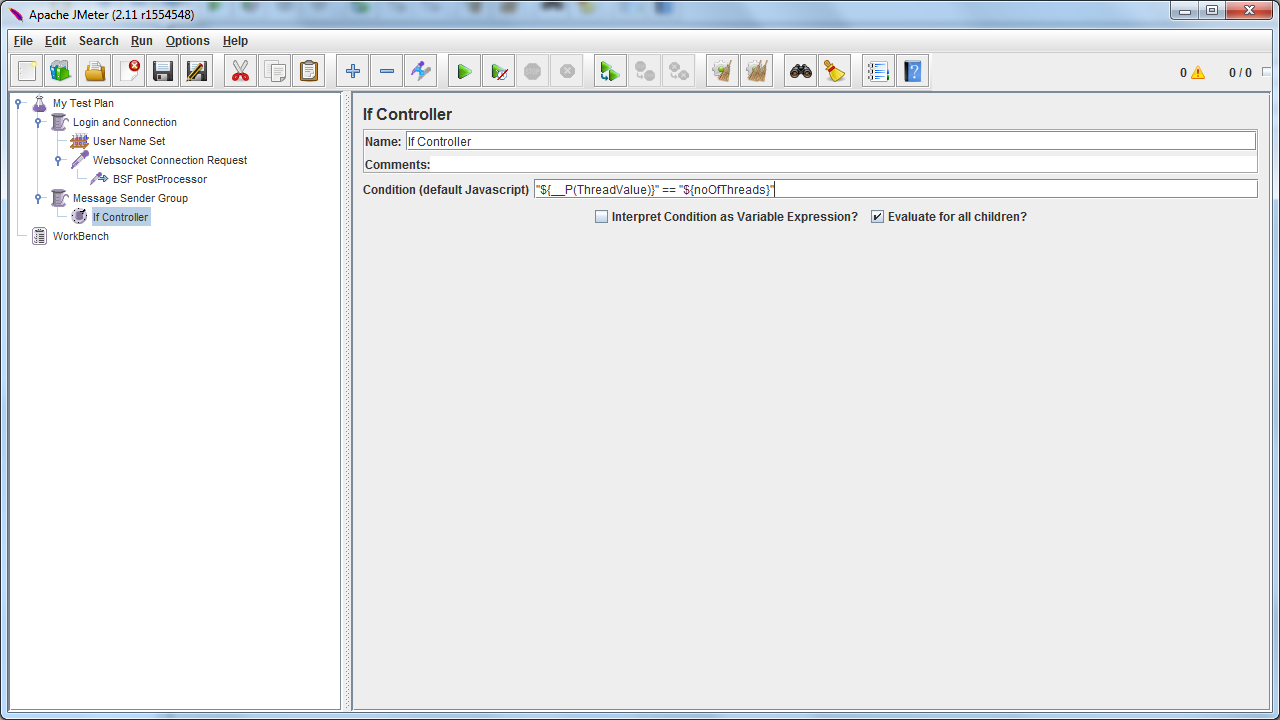 Apache JMeter (2.11 r1554548)
File Edit Search Run Options Help
0 0 / 0
My Test Plan
Login and Connection
User Name Set
Websocket Connection Request
BSF PostProcessor
Message Sender Group
If Controller
WorkBench
If Controller
Name: If Controller
Comments:
Condition (default Javascript) "${__P(ThreadValue)}" == "${noOfThreads}"
Interpret Condition as Variable Expression? Evaluate for all children?